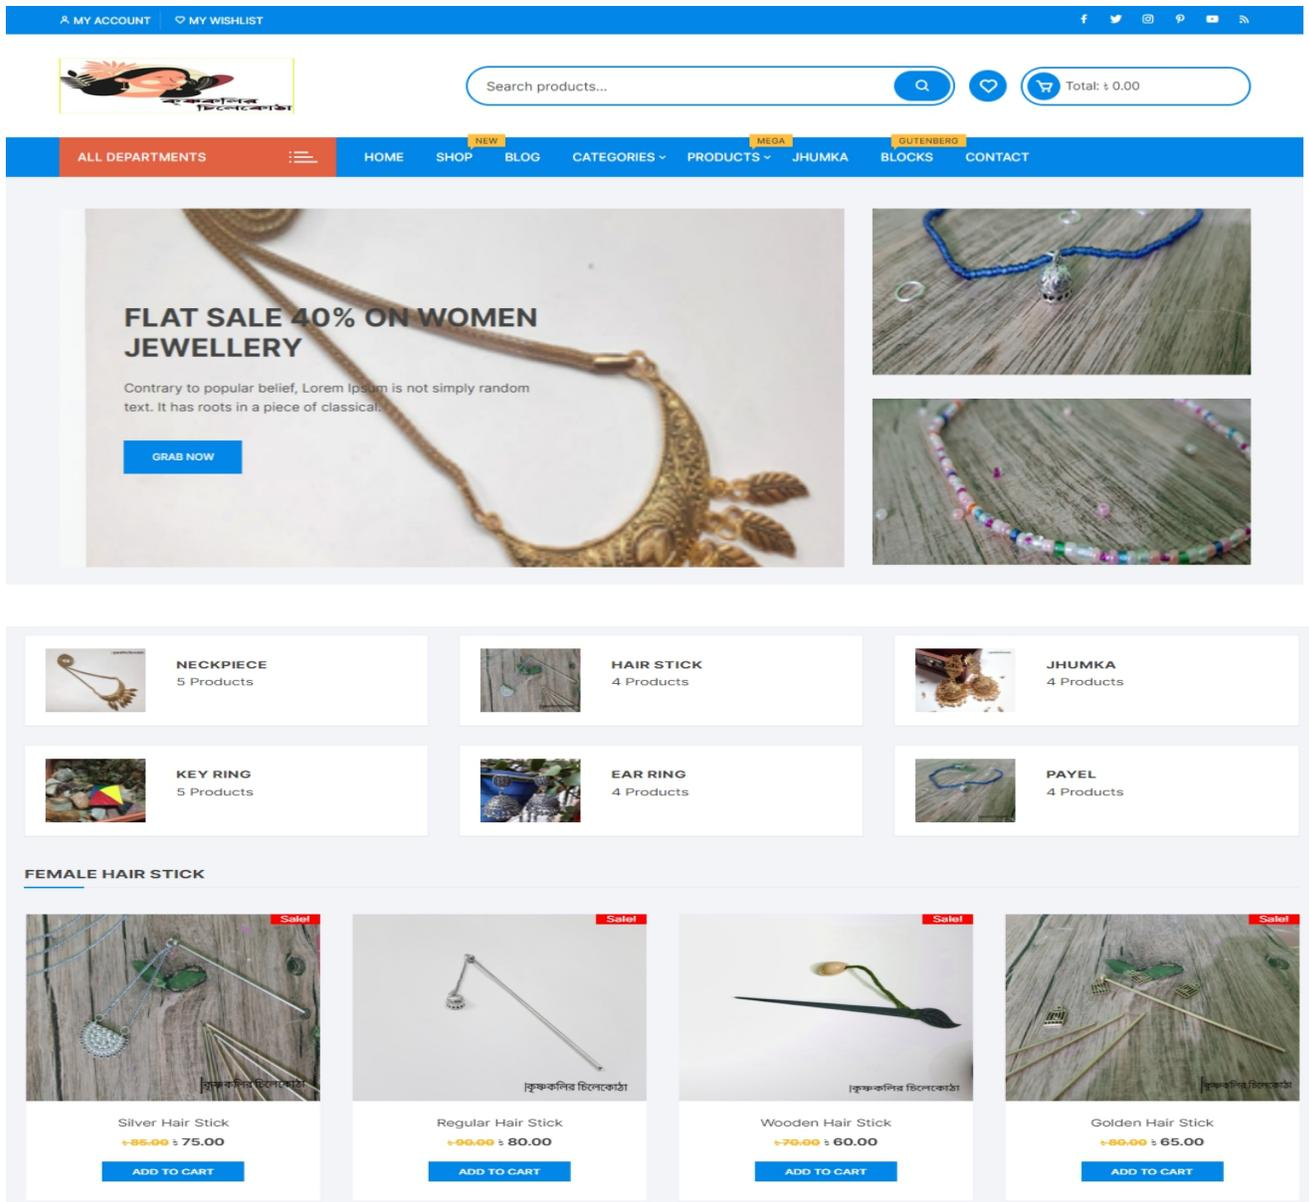 MY ACCOUNT MY WISHLIST
কৃষ্ণকলির
চিলেকোঠা
Search products...
Total: ৳ 0.00
NEW MEGA GUTENBERG
ALL DEPARTMENTS HOME SHOP BLOG CATEGORIES PRODUCTS JHUMKA BLOCKS CONTACT
FLAT SALE 40% ON WOMEN
JEWELLERY
Contrary to popular belief, Lorem Ipsum is not simply random
text. It has roots in a piece of classical.
GRAB NOW
NECKPIECE HAIR STICK JHUMKA
5 Products 4 Products 4 Products
KEY RING EAR RING PAYEL
5 Products 4 Products 4 Products
FEMALE HAIR STICK
Sale! Sale! Sale! Sale!
কৃষ্ণকলির চিলেকোঠা কৃষ্ণকলির চিলেকোঠা কৃষ্ণকলির চিলেকোঠা কৃষ্ণকলির চিলেকোঠা
Silver Hair Stick Regular Hair Stick Wooden Hair Stick Golden Hair Stick
৳ 85.00 ৳ 75.00 ৳ 90.00 ৳ 80.00 ৳ 70.00 ৳ 60.00 ৳ 80.00 ৳ 65.00
ADD TO CART ADD TO CART ADD TO CART ADD TO CART